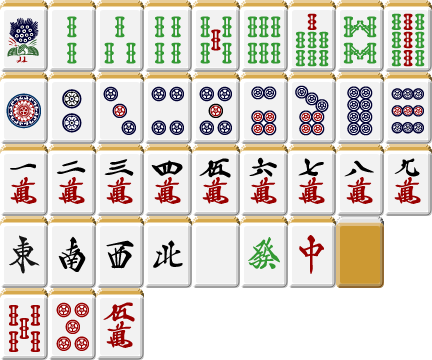 一萬 二萬 三萬 四萬 伍萬 六萬 七萬 八萬 九萬
東 南 西 北 發 中
伍萬